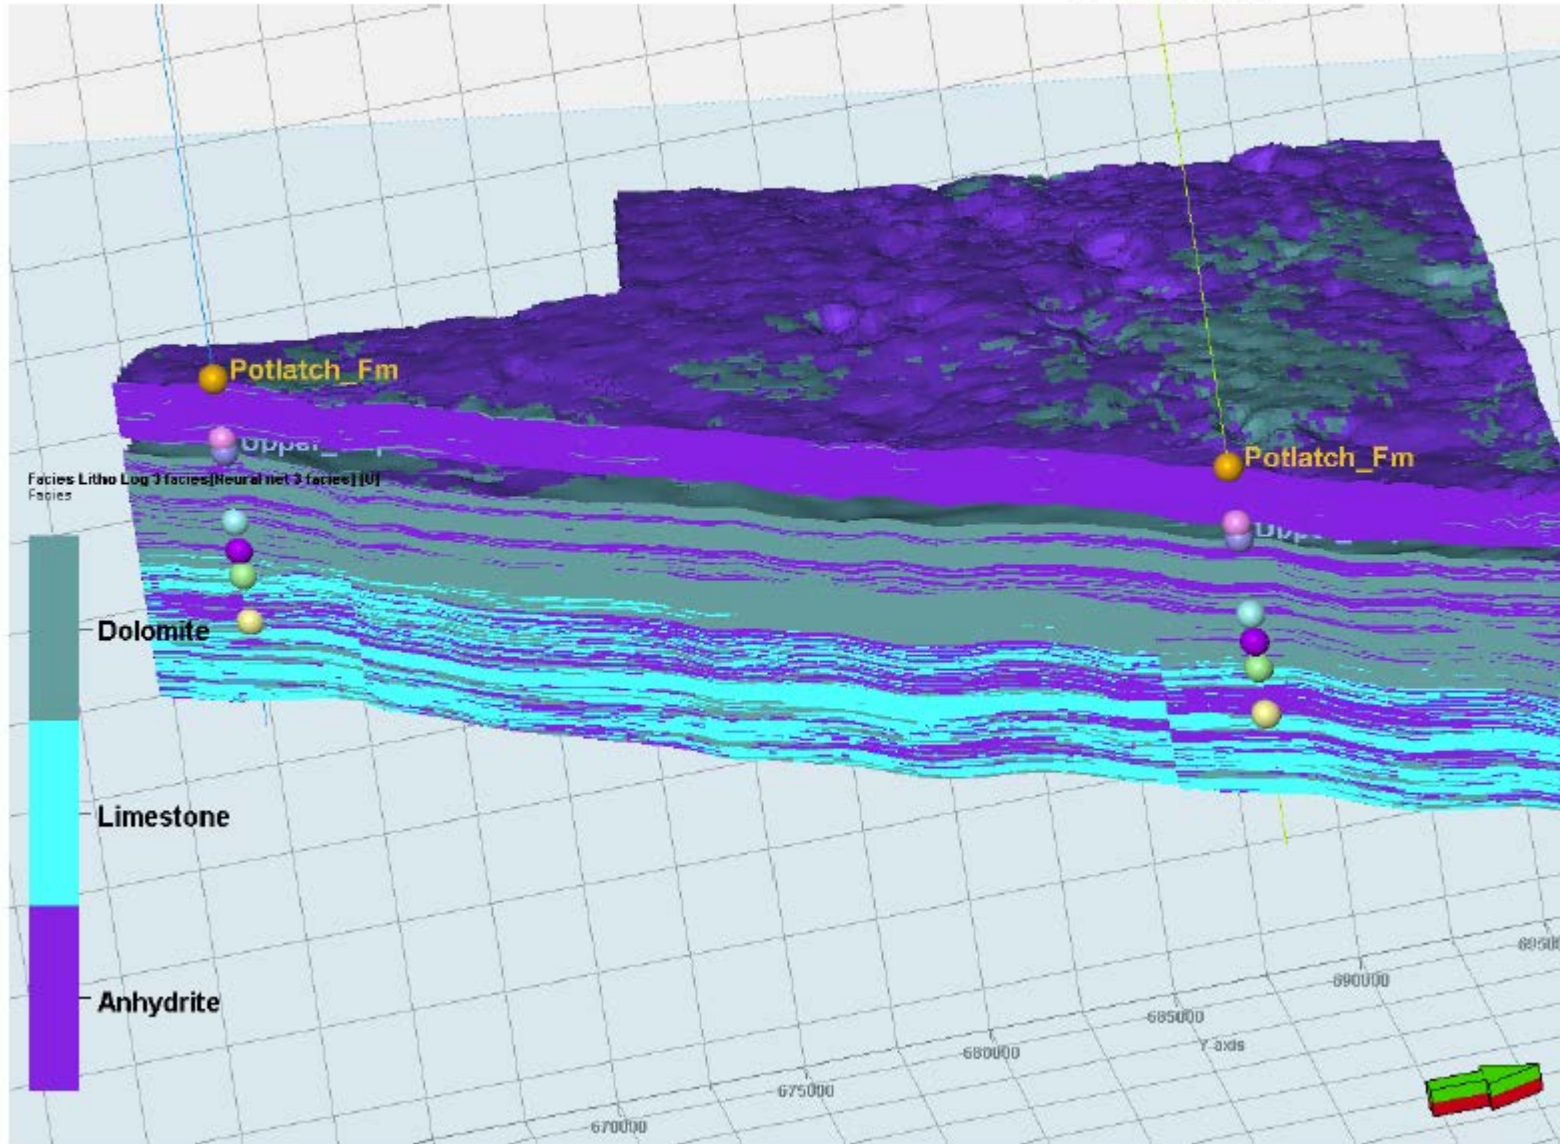 Potlatch_Fm
Upper_
Potlatch_Fm
Facies Litho Log 3 facies[Neural net 3 facies] [U]
Facies
Dolomite
Limestone
Anhydrite
690000
685000
Y axis
680000
675000
670000